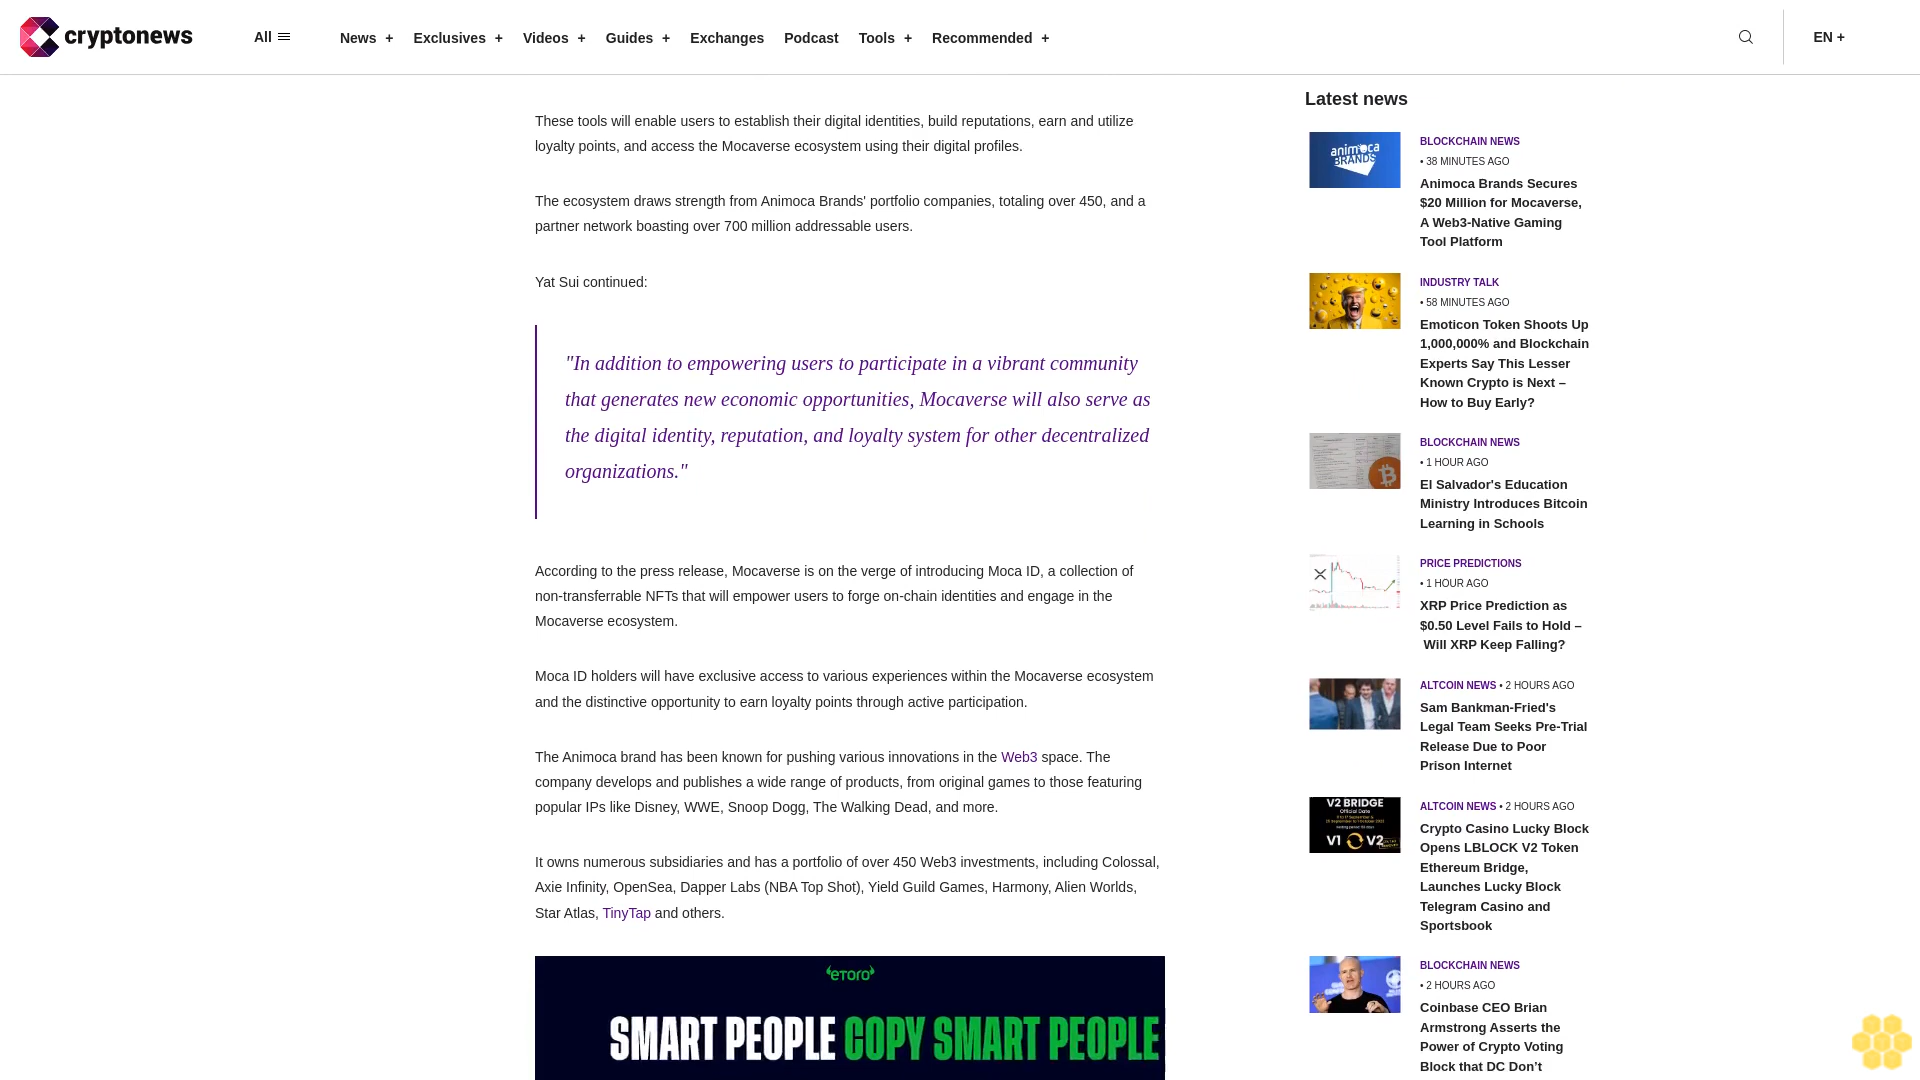 cryptonews
All
News +
Exclusives +
Videos +
Guides +
Exchanges
Podcast
Tools +
Recommended +
EN +
These tools will enable users to establish their digital identities, build reputations, earn and utilize
loyalty points, and access the Mocaverse ecosystem using their digital profiles.
The ecosystem draws strength from Animoca Brands' portfolio companies, totaling over 450, and a
partner network boasting over 700 million addressable users.
Yat Sui continued:
"In addition to empowering users to participate in a vibrant community
that generates new economic opportunities, Mocaverse will also serve as
the digital identity, reputation, and loyalty system for other decentralized
organizations."
According to the press release, Mocaverse is on the verge of introducing Moca ID, a collection of
non-transferrable NFTs that will empower users to forge on-chain identities and engage in the
Mocaverse ecosystem.
Moca ID holders will have exclusive access to various experiences within the Mocaverse ecosystem
and the distinctive opportunity to earn loyalty points through active participation.
The Animoca brand has been known for pushing various innovations in the Web3 space. The
company develops and publishes a wide range of products, from original games to those featuring
popular IPs like Disney, WWE, Snoop Dogg, The Walking Dead, and more.
It owns numerous subsidiaries and has a portfolio of over 450 Web3 investments, including Colossal,
Axie Infinity, OpenSea, Dapper Labs (NBA Top Shot), Yield Guild Games, Harmony, Alien Worlds,
Star Atlas, TinyTap and others.
eToro
SMART PEOPLE COPY SMART PEOPLE
Latest news
animoca
BRANDS
BLOCKCHAIN NEWS
• 38 MINUTES AGO
Animoca Brands Secures
$20 Million for Mocaverse,
A Web3-Native Gaming
Tool Platform
INDUSTRY TALK
• 58 MINUTES AGO
Emoticon Token Shoots Up
1,000,000% and Blockchain
Experts Say This Lesser
Known Crypto is Next –
How to Buy Early?
BLOCKCHAIN NEWS
• 1 HOUR AGO
El Salvador's Education
Ministry Introduces Bitcoin
Learning in Schools
PRICE PREDICTIONS
• 1 HOUR AGO
XRP Price Prediction as
$0.50 Level Fails to Hold –
Will XRP Keep Falling?
ALTCOIN NEWS • 2 HOURS AGO
Sam Bankman-Fried's
Legal Team Seeks Pre-Trial
Release Due to Poor
Prison Internet
V2 BRIDGE
Official Date
V1 V2
ALTCOIN NEWS • 2 HOURS AGO
Crypto Casino Lucky Block
Opens LBLOCK V2 Token
Ethereum Bridge,
Launches Lucky Block
Telegram Casino and
Sportsbook
BLOCKCHAIN NEWS
• 2 HOURS AGO
Coinbase CEO Brian
Armstrong Asserts the
Power of Crypto Voting
Block that DC Don’t